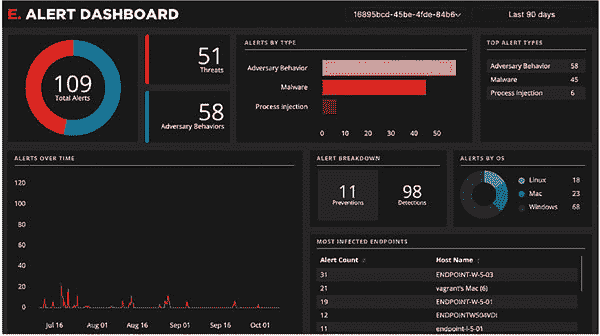 E. ALERT DASHBOARD
16895bcd-45be-4fde-84b6
Last 90 days
109
Total Alerts
51
Threats
58
Adversary Behaviors
ALERTS BY TYPE
Adversary Behavior
Malware
Process Injection
0 10 20 30 40 50
TOP ALERT TYPES
Adversary Behavior 58
Malware 45
Process Injection 6
ALERTS OVER TIME
120
100
80
60
40
20
0
Jul 16 Aug 01 Aug 16 Sep 01 Sep 16 Oct 01
ALERT BREAKDOWN
11
Preventions
98
Detections
ALERTS BY OS
Linux 18
Mac 23
Windows 68
MOST INFECTED ENDPOINTS
Alert Count Host Name
31 ENDPOINT-W-5-03
21 vagrant's Mac (6)
19 ENDPOINT-W-5-01
12 ENDPOINTW504VDI
11 endpoint-l-5-01